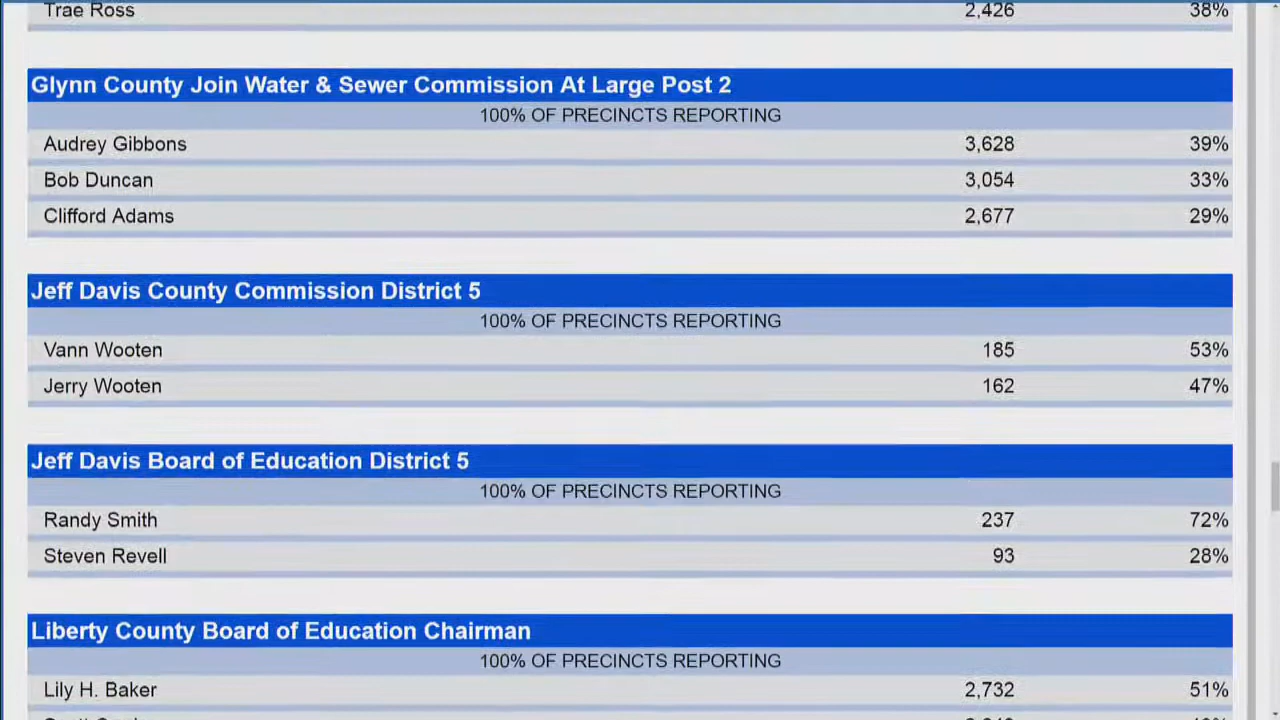 Trae Ross 2,426 38%
Glynn County Join Water & Sewer Commission At Large Post 2
100% OF PRECINCTS REPORTING
Audrey Gibbons 3,628 39%
Bob Duncan 3,054 33%
Clifford Adams 2,677 29%
Jeff Davis County Commission District 5
100% OF PRECINCTS REPORTING
Vann Wooten 185 53%
Jerry Wooten 162 47%
Jeff Davis Board of Education District 5
100% OF PRECINCTS REPORTING
Randy Smith 237 72%
Steven Revell 93 28%
Liberty County Board of Education Chairman
100% OF PRECINCTS REPORTING
Lily H. Baker 2,732 51%